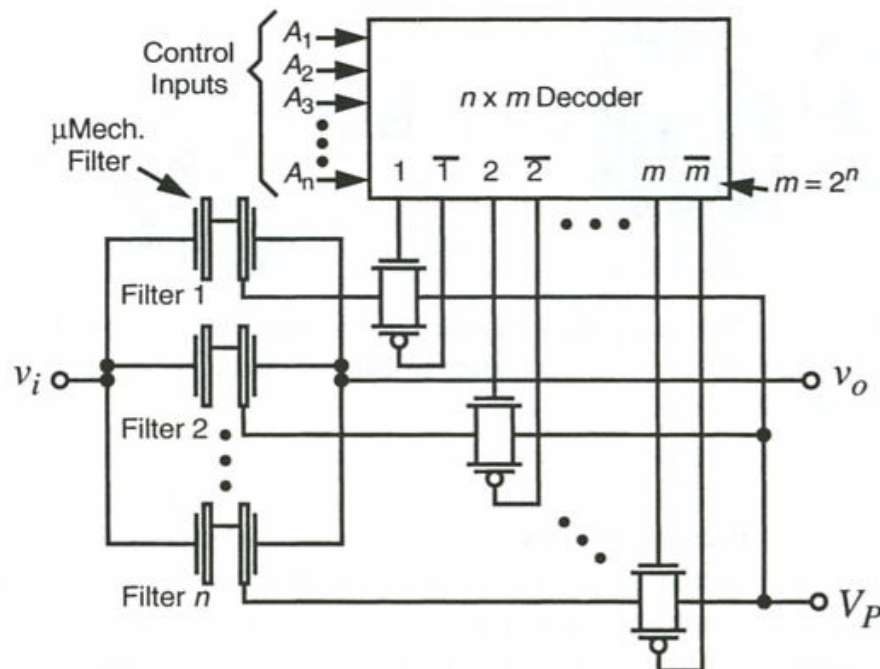 Control
Inputs
A₁
A₂
A₃
Aₙ
n x m Decoder
1 1̅ 2 2̅ m m̅
m = 2ⁿ
μMech.
Filter
Filter 1
Filter 2
Filter n
vᵢ
vₒ
V_P